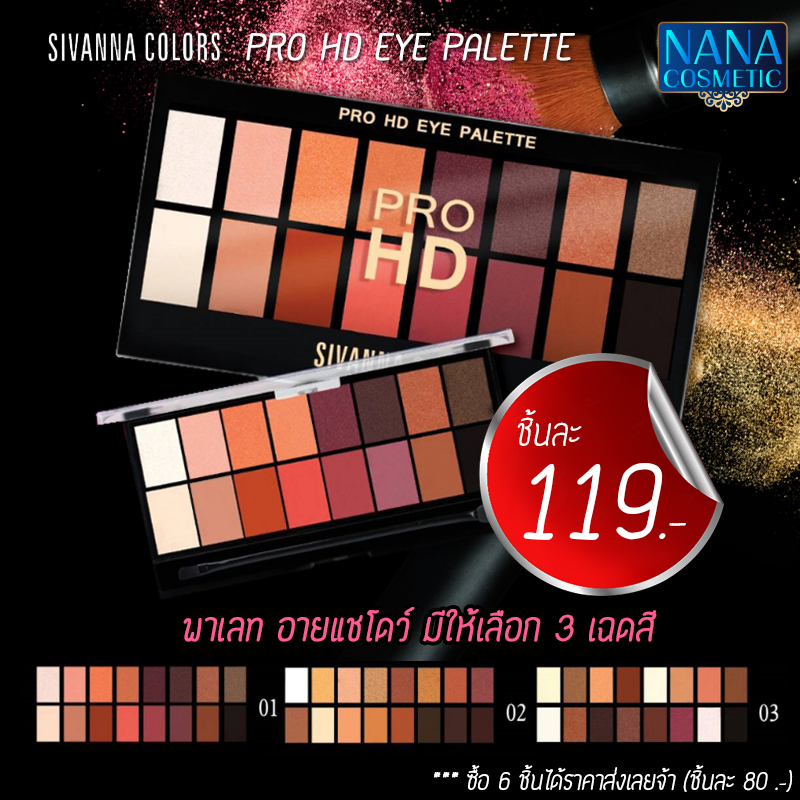 SIVANNA COLORS PRO HD EYE PALETTE
NANA
COSMETIC
PRO HD EYE PALETTE
PRO
HD
SIVANNA
ชิ้นละ
119.-
พาเลท อายแชโดว์ มีให้เลือก 3 เฉดสี
01
02
03
*** ซื้อ 6 ชิ้นได้ราคาส่งเลยจ้า (ชิ้นละ 80 .-)